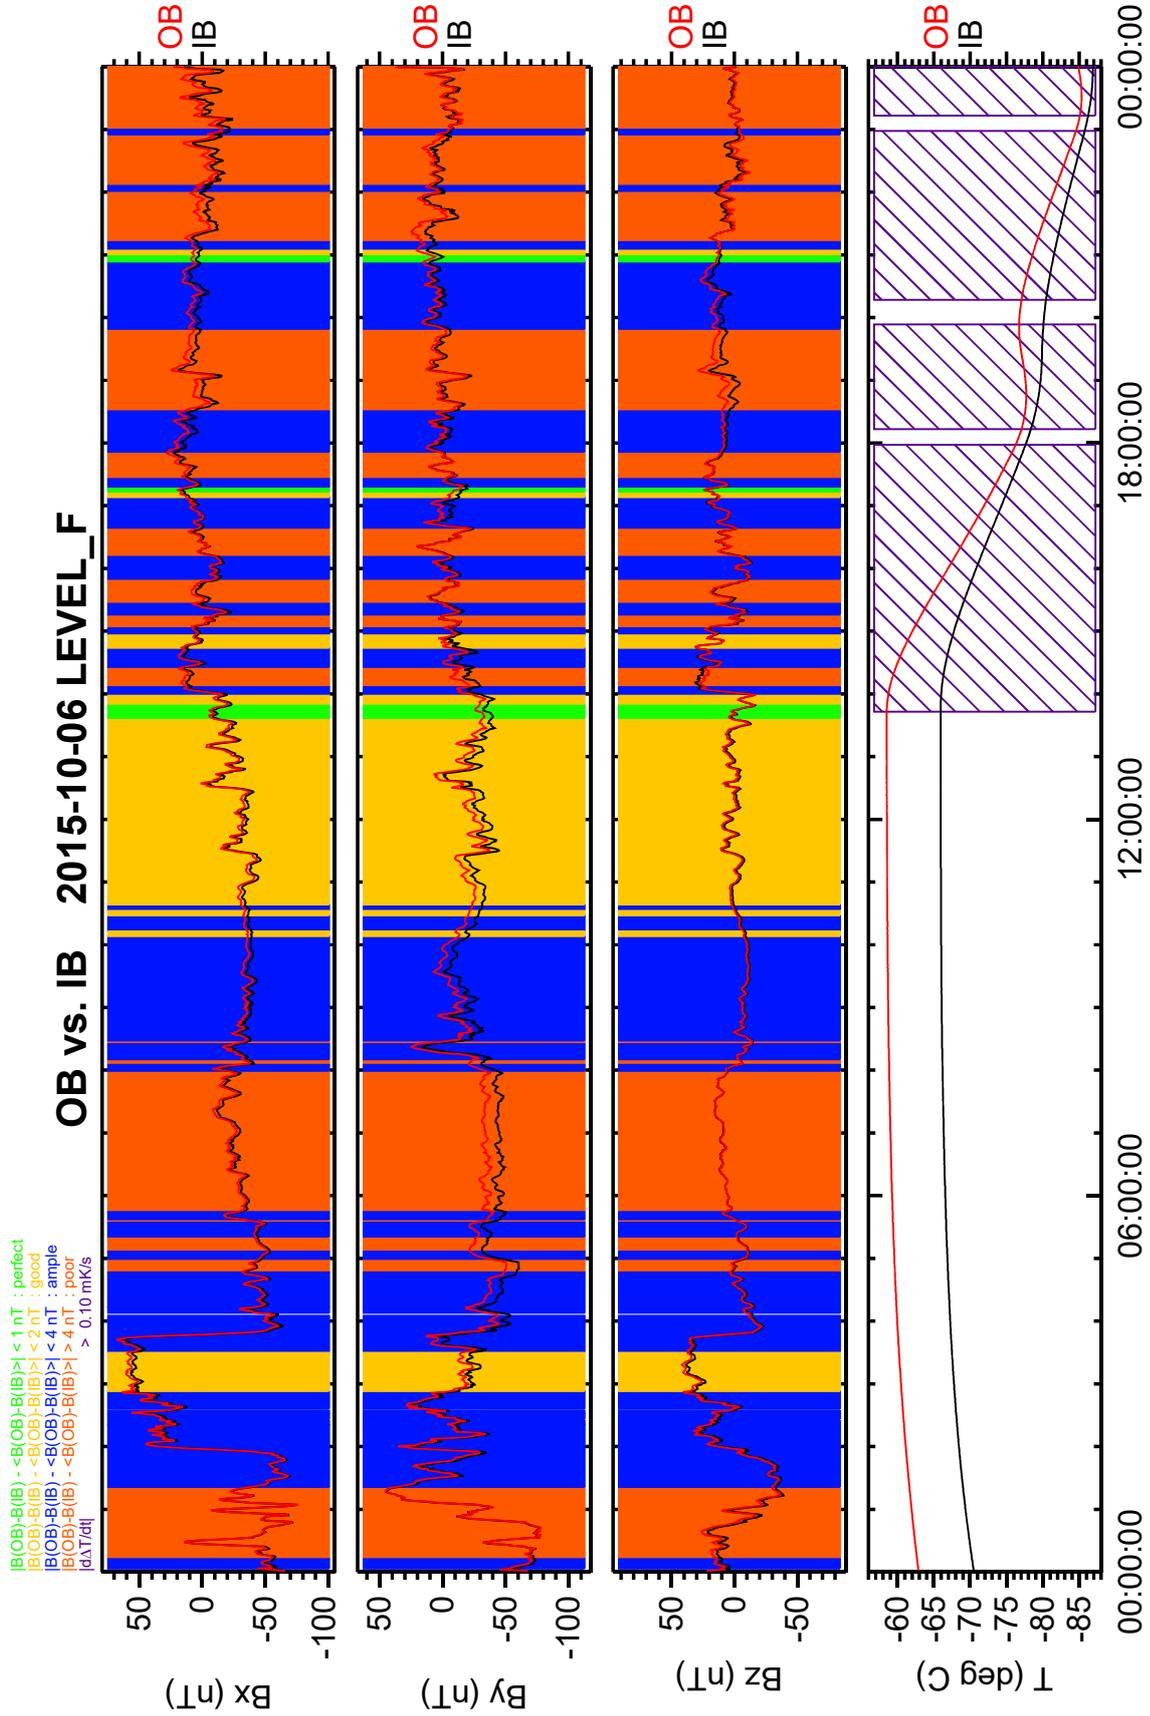 OB vs. IB 2015-10-06 LEVEL_F
|B(OB)-B(IB) - <B(OB)-B(IB)>| < 1 nT : perfect
|B(OB)-B(IB) - <B(OB)-B(IB)>| < 2 nT : good
|B(OB)-B(IB) - <B(OB)-B(IB)>| < 4 nT : ample
|B(OB)-B(IB) - <B(OB)-B(IB)>| > 4 nT : poor
|dΔT/dt| > 0.10 mK/s
Bx (nT)
50
0
-50
-100
OB
IB
By (nT)
50
0
-50
-100
OB
IB
Bz (nT)
50
0
-50
OB
IB
T (deg C)
-60
-65
-70
-75
-80
-85
OB
IB
00:00:00
06:00:00
12:00:00
18:00:00
00:00:00